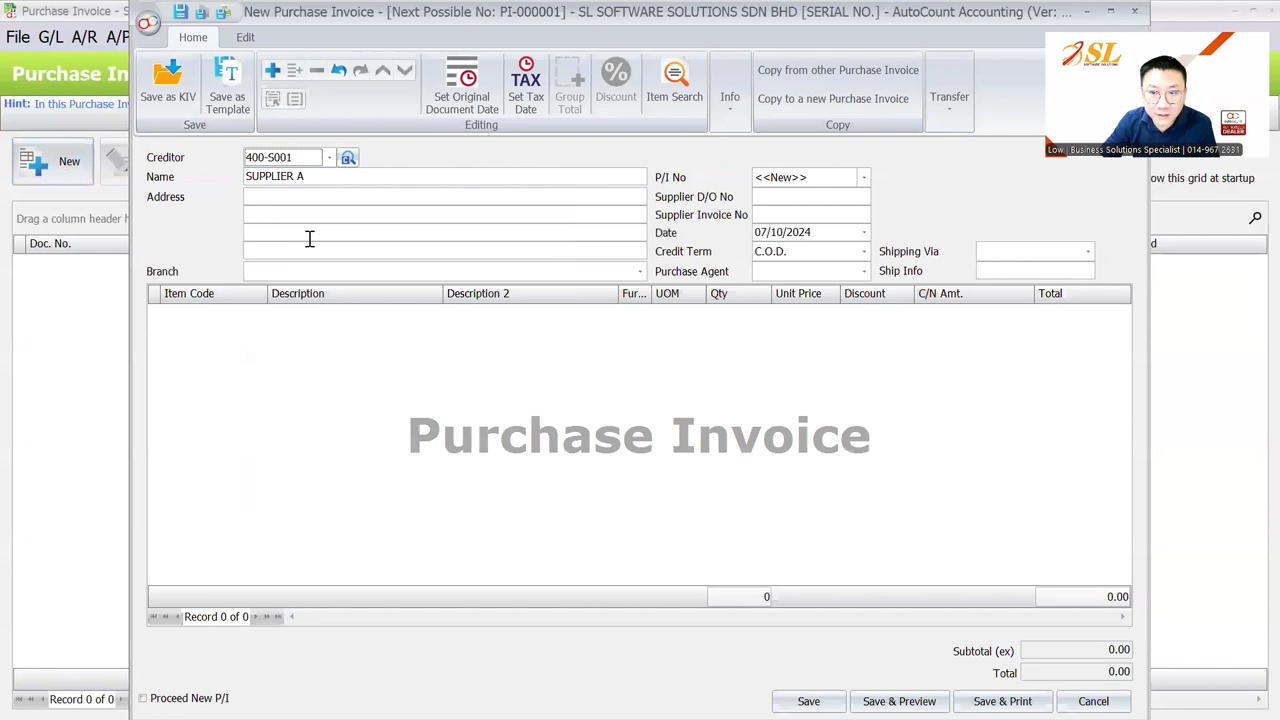 Purchase Invoice - S
New Purchase Invoice - [Next Possible No: PI-000001] - SL SOFTWARE SOLUTIONS SDN BHD [SERIAL NO.] - AutoCount Accounting (Ver: ...
File G/L A/R A/P
Home Edit
Purchase In
Hint: In this Purchase Inv
Save as KIV
Save as Template
Save
Set Original Document Date
TAX
Set Tax Date
Group Total
Discount
Item Search
Editing
Info
Copy from other Purchase Invoice
Copy to a new Purchase Invoice
Copy
Transfer
SL
SOFTWARE SOLUTIONS
Low | Business Solutions Specialist | 014-967 2631
New
ow this grid at startup
Drag a column header h
Doc. No.
d
Creditor 400-S001
Name SUPPLIER A
Address
Branch
P/I No <<New>>
Supplier D/O No
Supplier Invoice No
Date 07/10/2024
Credit Term C.O.D.
Purchase Agent
Shipping Via
Ship Info
Item Code Description Description 2 Fur... UOM Qty Unit Price Discount C/N Amt. Total
Purchase Invoice
0 0.00
Record 0 of 0
Subtotal (ex) 0.00
Total 0.00
Record 0 of 0
Proceed New P/I
Save Save & Preview Save & Print Cancel